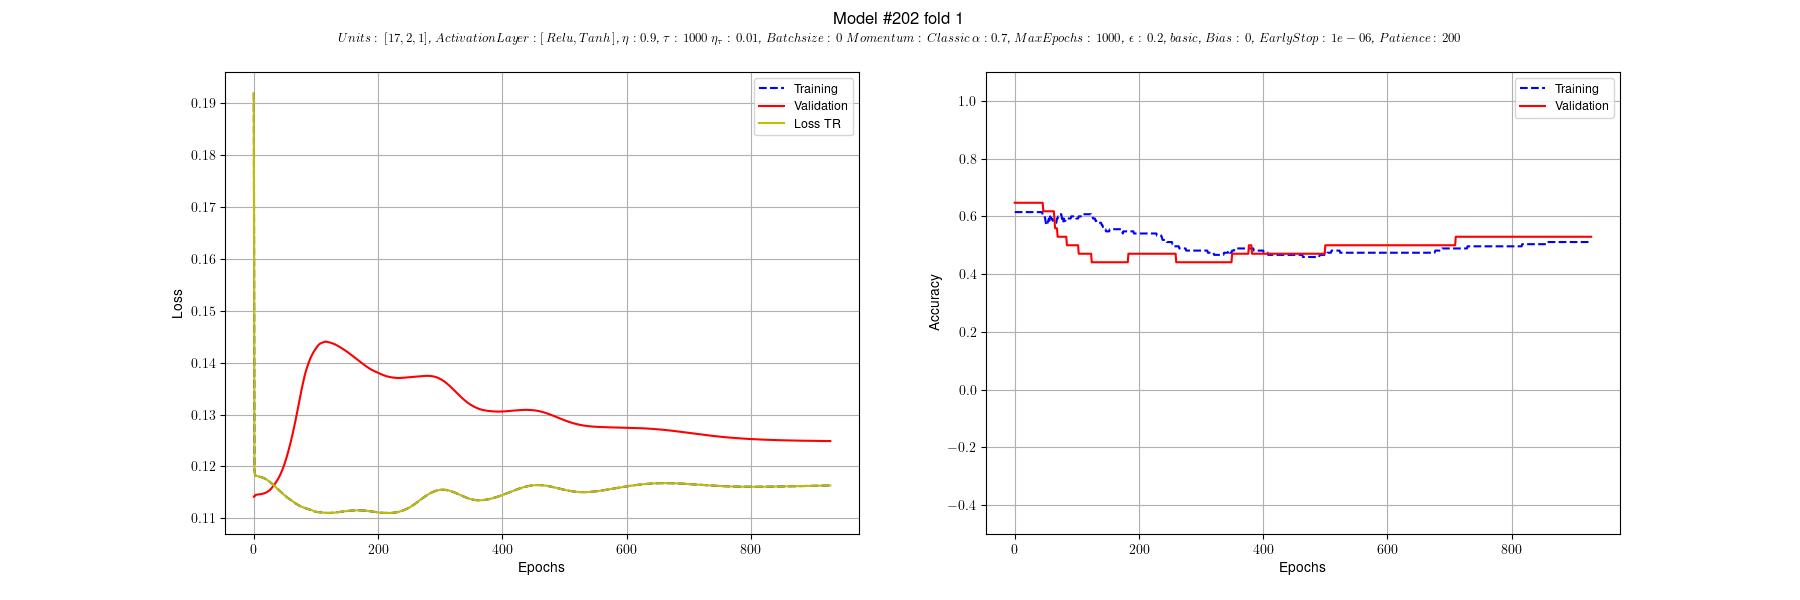 Model #202 fold 1
Units : [17, 2, 1], ActivationLayer : [ Relu, Tanh], η : 0.9, τ : 1000 η_τ : 0.01, Batchsize : 0 Momentum : Classic α : 0.7, MaxEpochs : 1000, ϵ : 0.2, basic, Bias : 0, EarlyStop : 1e − 06, Patience : 200
Training
Validation
Loss TR
0.19
0.18
0.17
0.16
0.15
0.14
0.13
0.12
0.11
Loss
0 200 400 600 800
Epochs
Training
Validation
1.0
0.8
0.6
0.4
0.2
0.0
−0.2
−0.4
Accuracy
0 200 400 600 800
Epochs